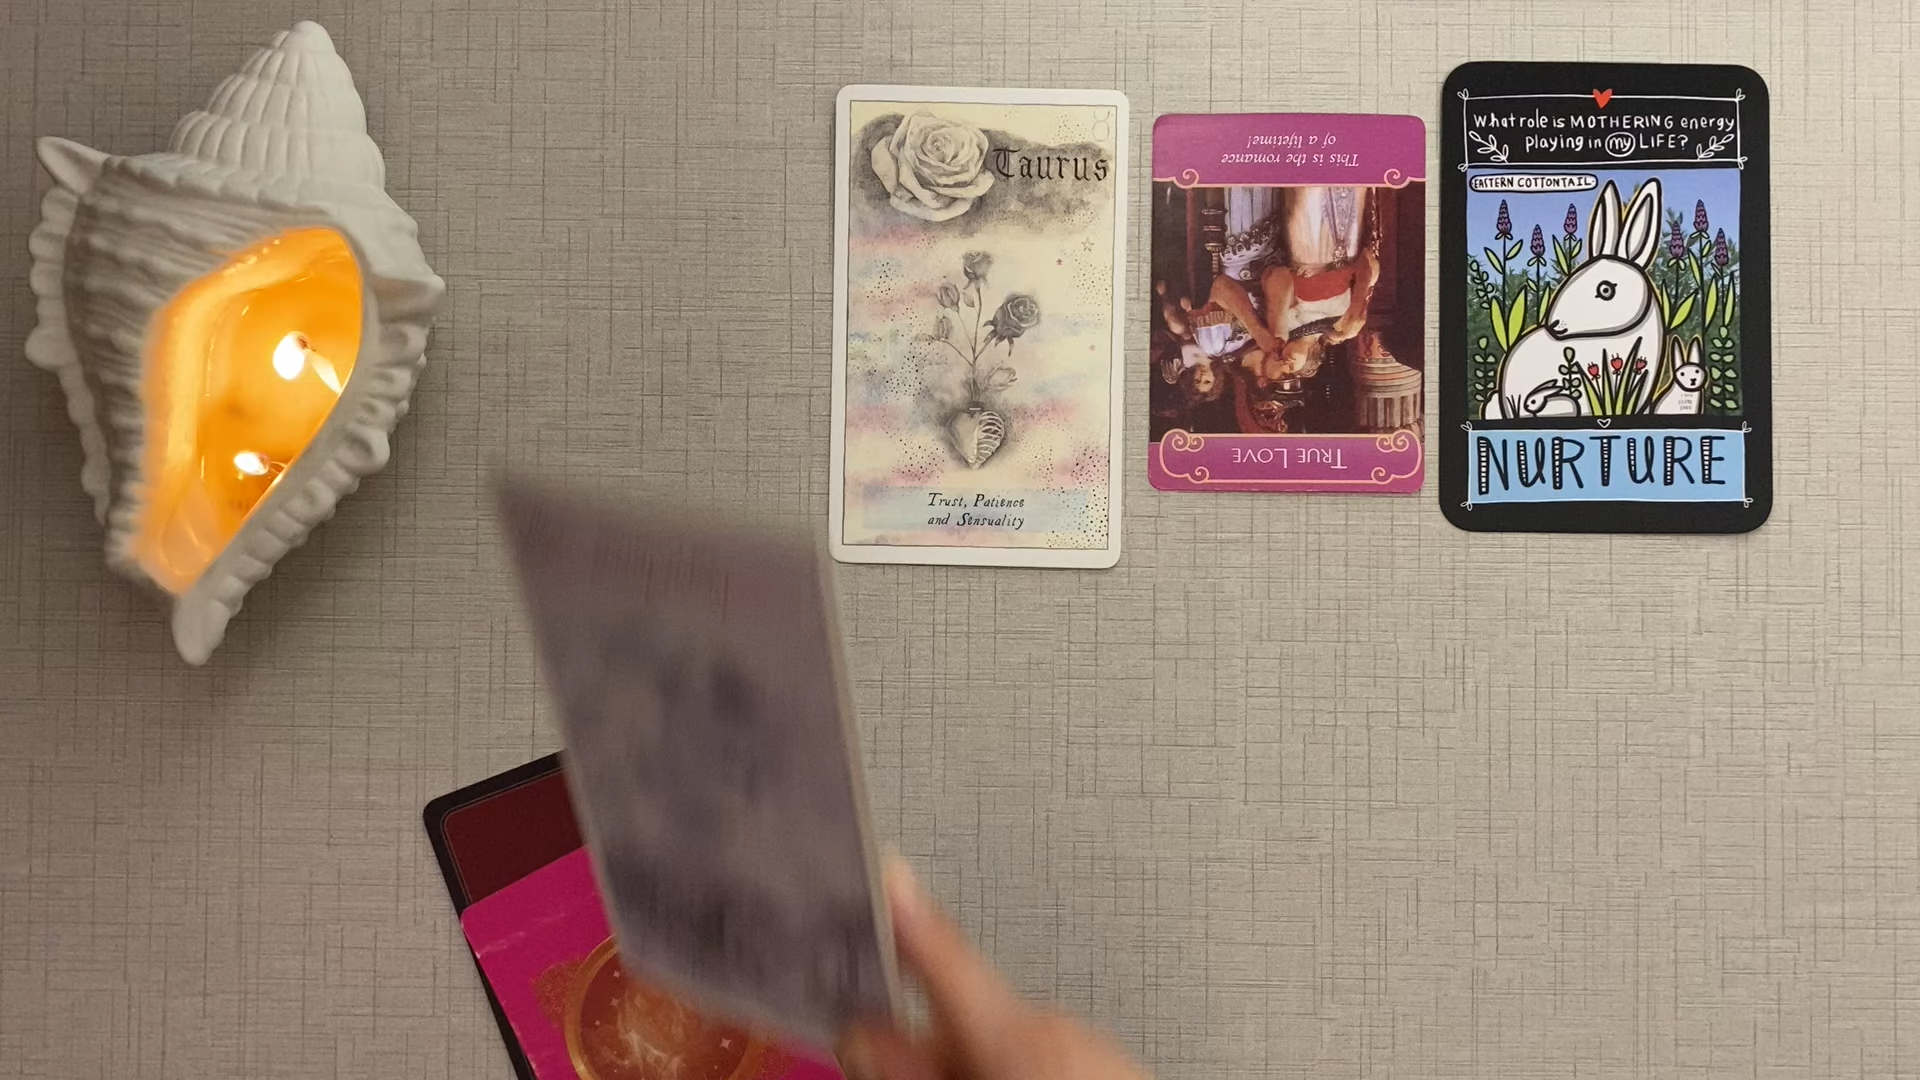 Taurus
Trust, Patience
and Sensuality
This is the romance
of a lifetime!
TRUE LOVE
What role is MOTHERING energy
playing in my LIFE?
EASTERN COTTONTAIL
NURTURE